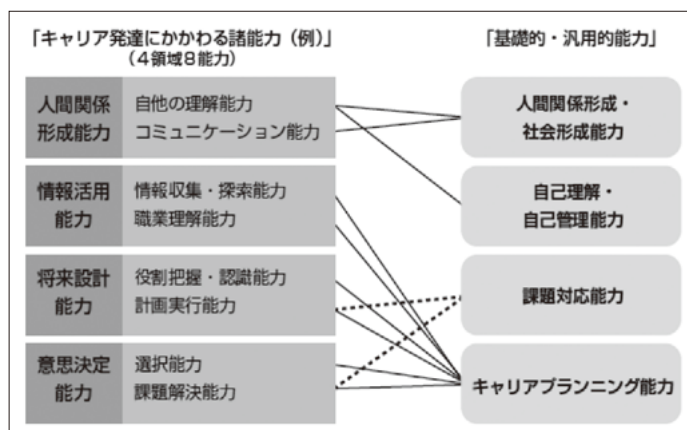 「キャリア発達にかかわる諸能力（例）」
（4領域8能力）
「基礎的・汎用的能力」
人間関係
形成能力
自他の理解能力
コミュニケーション能力
情報活用
能力
情報収集・探索能力
職業理解能力
将来設計
能力
役割把握・認識能力
計画実行能力
意思決定
能力
選択能力
課題解決能力
人間関係形成・
社会形成能力
自己理解・
自己管理能力
課題対応能力
キャリアプランニング能力